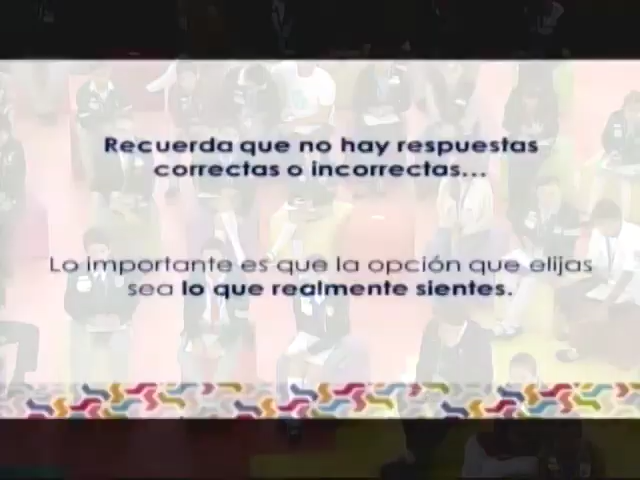 Recuerda que no hay respuestas
correctas o incorrectas...
Lo importante es que la opción que elijas
sea lo que realmente sientes.